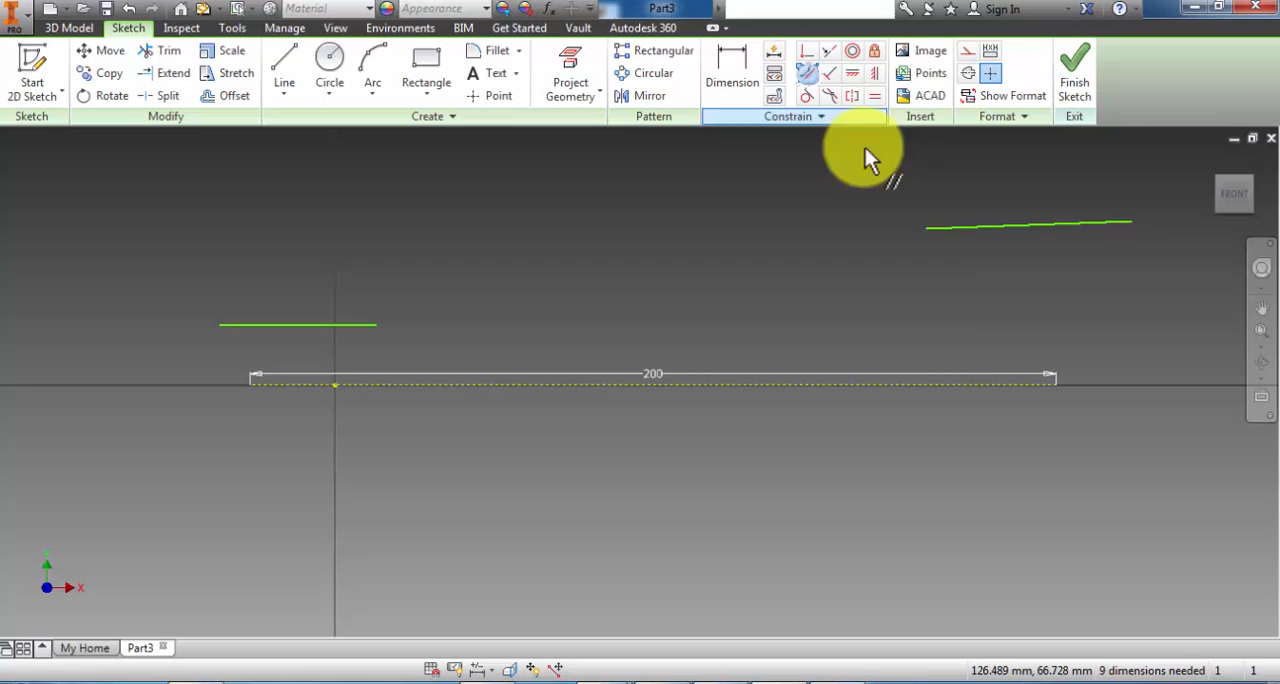 PRO Material Appearance Part3 Sign In
3D Model Sketch Inspect Tools Manage View Environments BIM Get Started Vault Autodesk 360
Start
2D Sketch
Move Trim Scale
Copy Extend Stretch
Rotate Split Offset
Line Circle Arc Rectangle
Fillet
Text
Point
Project
Geometry
Rectangular
Circular
Mirror
Dimension
Image
Points
ACAD
Show Format
Finish
Sketch
Sketch Modify Create Pattern Constrain Insert Format Exit
FRONT
200
Y
X
My Home Part3
126.489 mm, 66.728 mm 9 dimensions needed 1 1